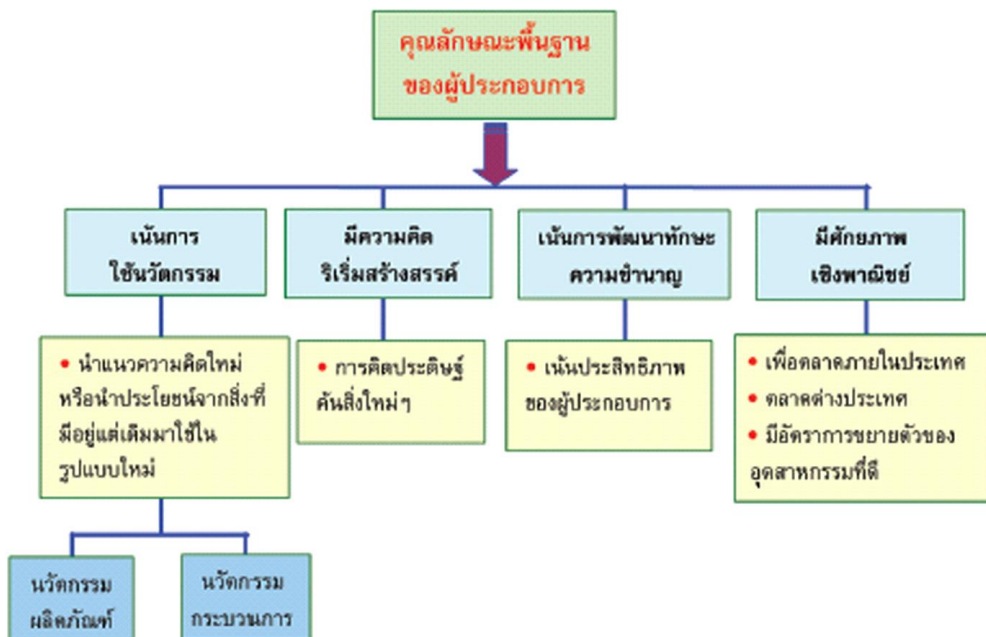 คุณลักษณะพื้นฐาน
ของผู้ประกอบการ
เน้นการ
ใช้นวัตกรรม
มีความคิด
ริเริ่มสร้างสรรค์
เน้นการพัฒนาทักษะ
ความชำนาญ
มีศักยภาพ
เชิงพาณิชย์
• นำแนวความคิดใหม่
หรือนำประโยชน์จากสิ่งที่
มีอยู่แต่เดิมมาใช้ใน
รูปแบบใหม่
• การคิดประดิษฐ์
ค้นสิ่งใหม่ๆ
• เน้นประสิทธิภาพ
ของผู้ประกอบการ
• เพื่อตลาดภายในประเทศ
• ตลาดต่างประเทศ
• มีอัตราการขยายตัวของ
อุตสาหกรรมที่ดี
นวัตกรรม
ผลิตภัณฑ์
นวัตกรรม
กระบวนการ